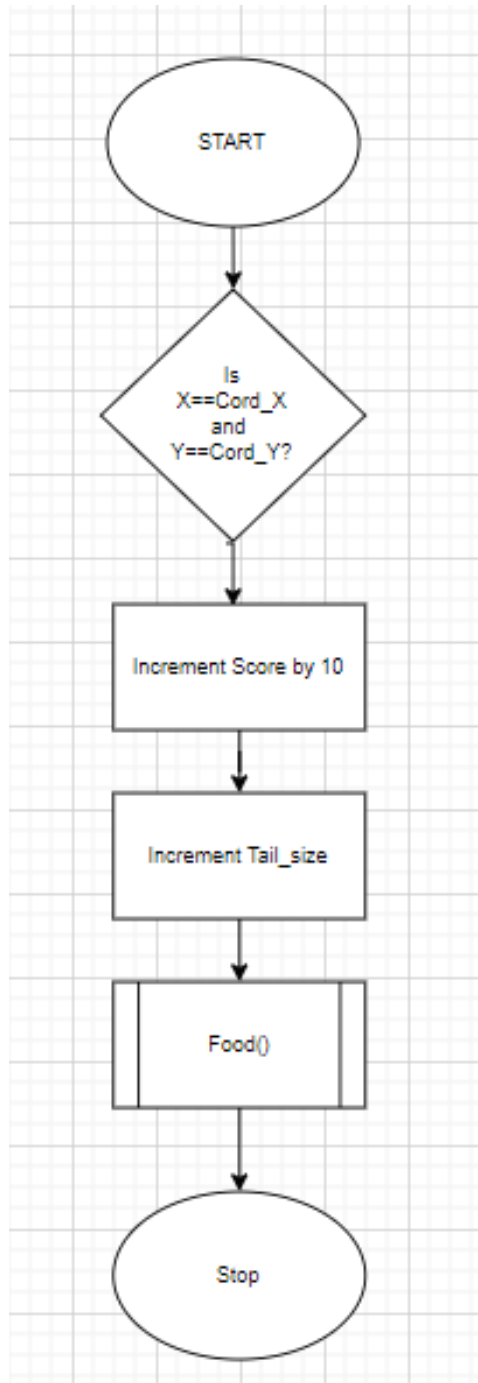 START
Is
X==Cord_X
and
Y==Cord_Y?
Increment Score by 10
Increment Tail_size
Food()
Stop